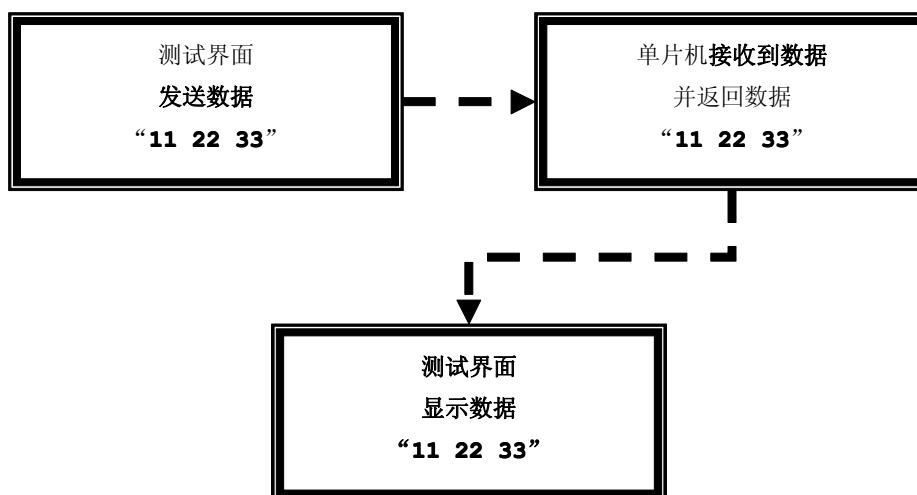 测试界面
发送数据
“11 22 33”
单片机接收到数据
并返回数据
“11 22 33”
测试界面
显示数据
“11 22 33”